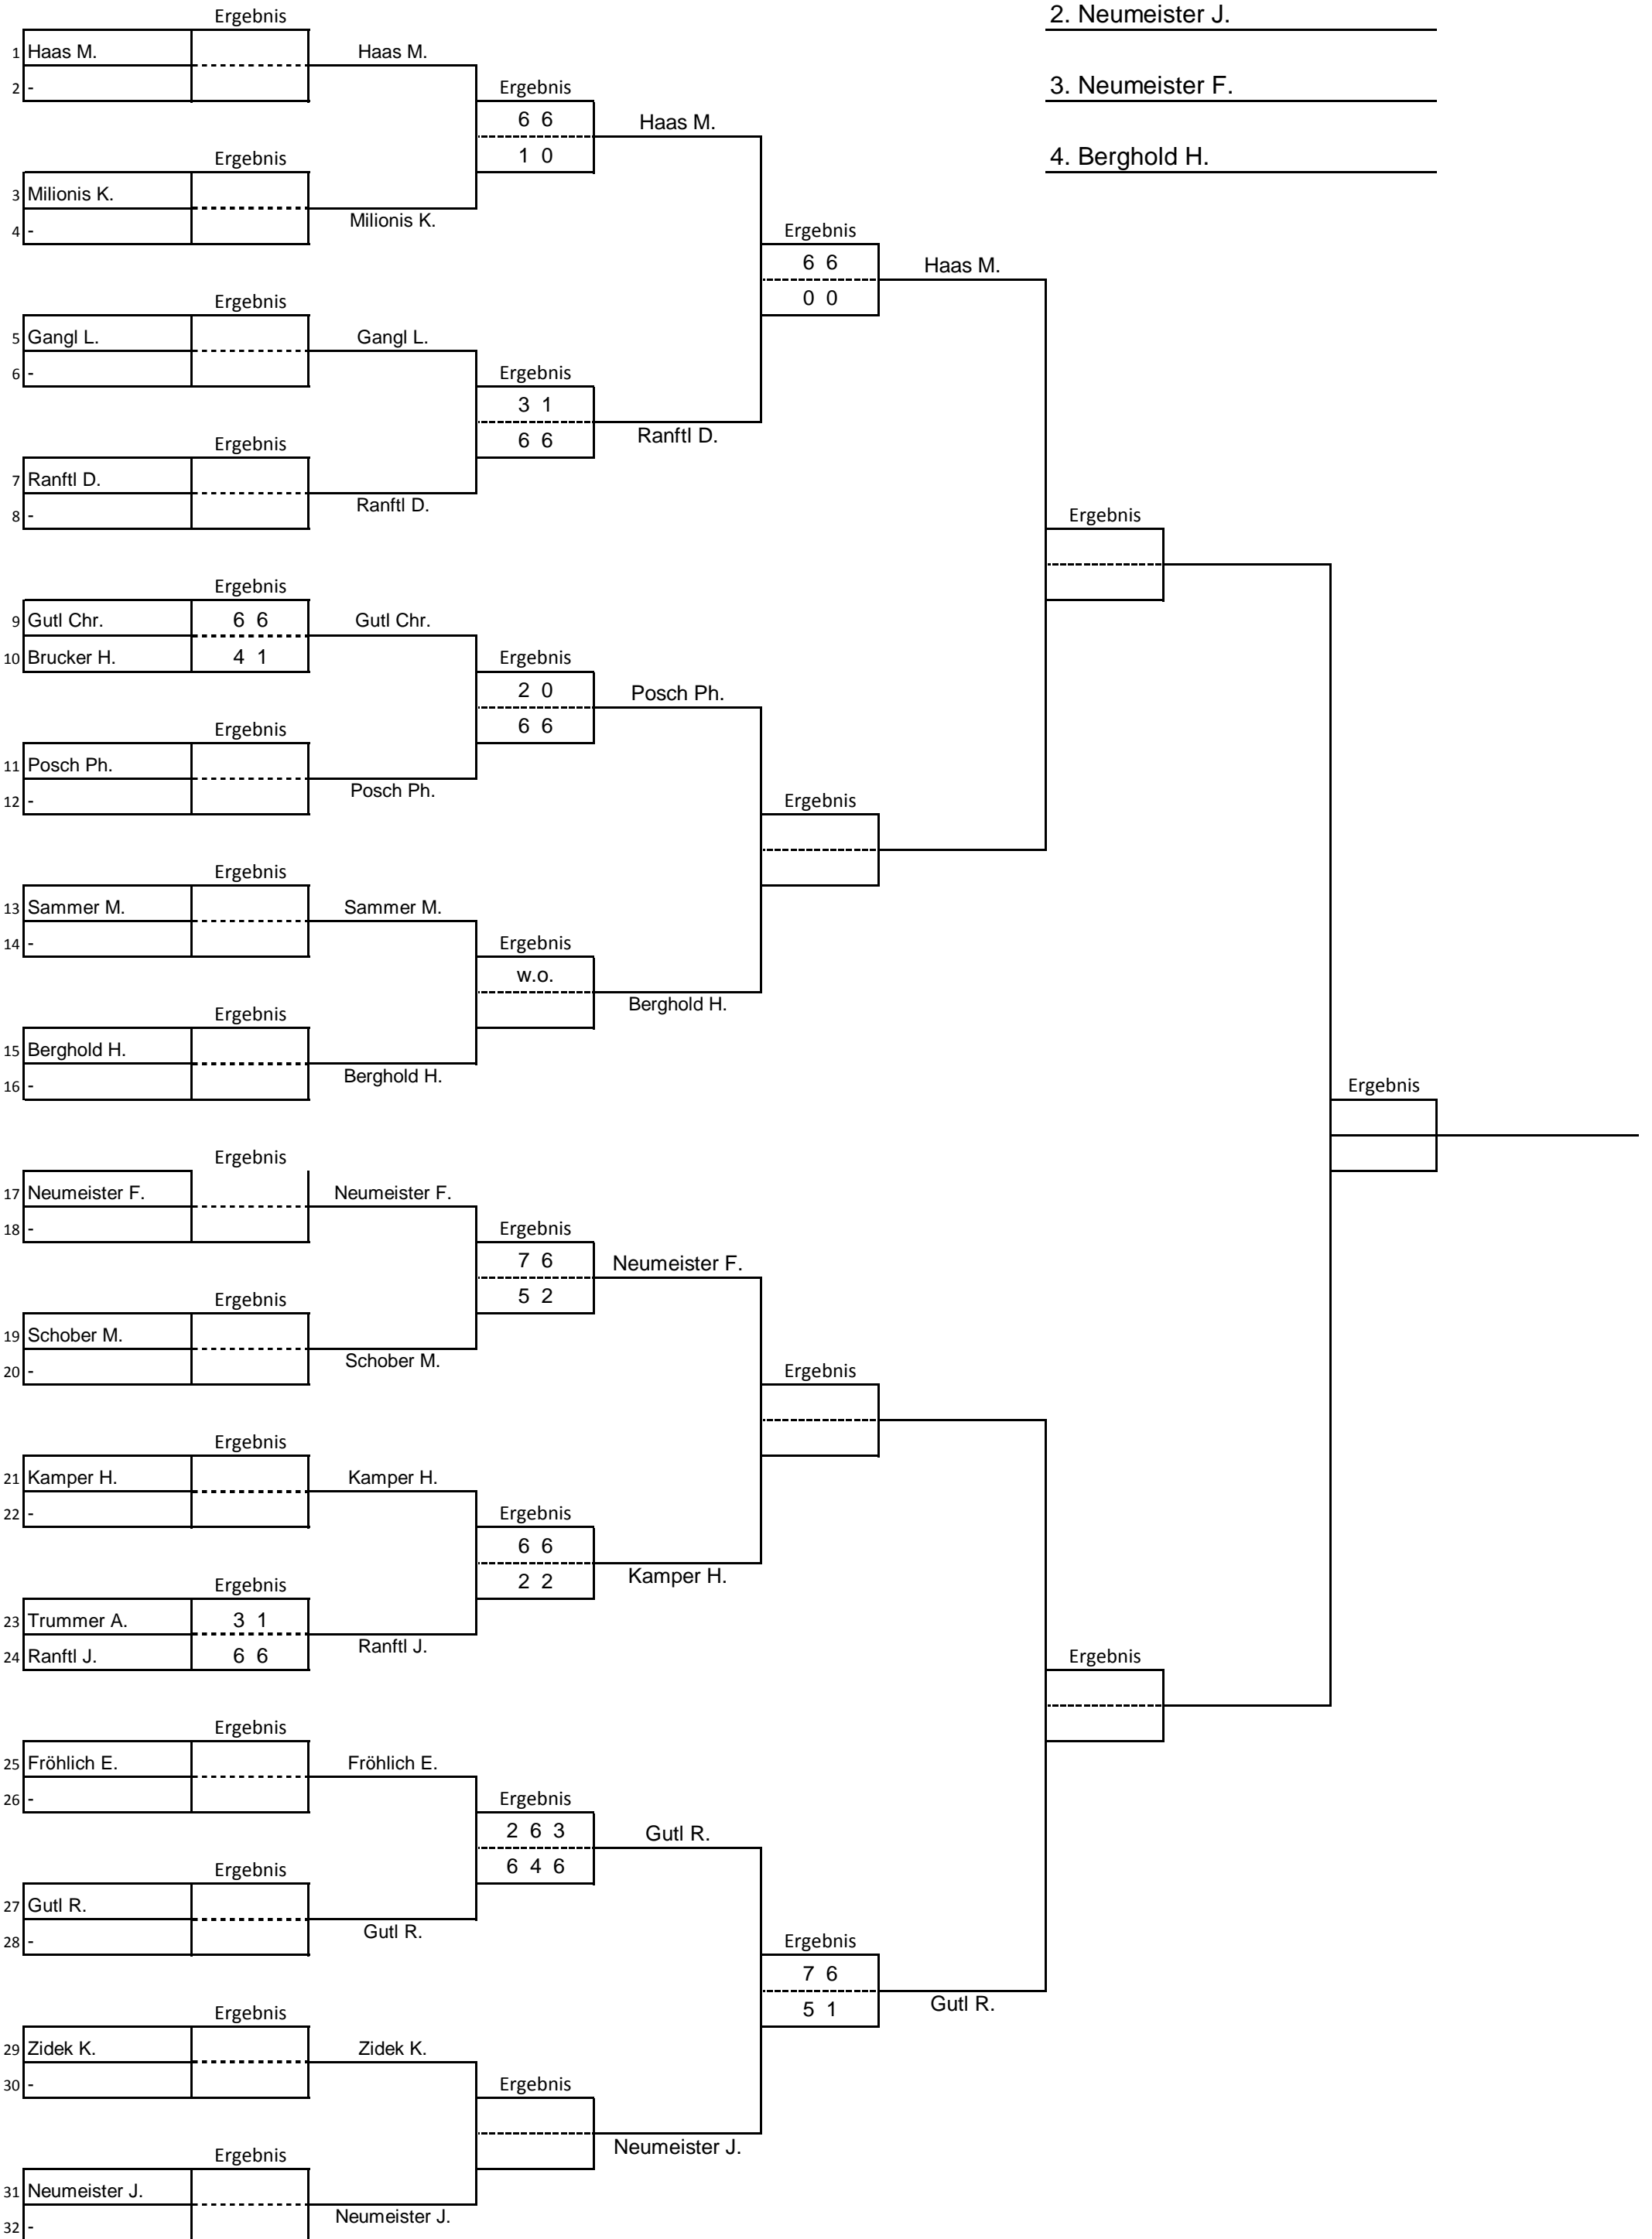 2. Neumeister J.
3. Neumeister F.
4. Berghold H.
Ergebnis
1 Haas M.
2 -
Haas M.
Ergebnis
6 6
1 0
Haas M.
Ergebnis
3 Milionis K.
4 -
Milionis K.
Ergebnis
6 6
0 0
Haas M.
Ergebnis
5 Gangl L.
6 -
Gangl L.
Ergebnis
3 1
6 6
Ranftl D.
Ergebnis
7 Ranftl D.
8 -
Ranftl D.
Ergebnis
Ergebnis
9 Gutl Chr. 6 6
10 Brucker H. 4 1
Gutl Chr.
Ergebnis
2 0
6 6
Posch Ph.
Ergebnis
11 Posch Ph.
12 -
Posch Ph.
Ergebnis
Ergebnis
13 Sammer M.
14 -
Sammer M.
Ergebnis
w.o.
Berghold H.
Ergebnis
15 Berghold H.
16 -
Berghold H.
Ergebnis
Ergebnis
17 Neumeister F.
18 -
Neumeister F.
Ergebnis
7 6
5 2
Neumeister F.
Ergebnis
19 Schober M.
20 -
Schober M.
Ergebnis
Ergebnis
21 Kamper H.
22 -
Kamper H.
Ergebnis
6 6
2 2
Kamper H.
Ergebnis
23 Trummer A. 3 1
24 Ranftl J. 6 6
Ranftl J.
Ergebnis
Ergebnis
25 Fröhlich E.
26 -
Fröhlich E.
Ergebnis
2 6 3
6 4 6
Gutl R.
Ergebnis
27 Gutl R.
28 -
Gutl R.
Ergebnis
7 6
5 1
Gutl R.
Ergebnis
29 Zidek K.
30 -
Zidek K.
Ergebnis
Neumeister J.
Ergebnis
31 Neumeister J.
32 -
Neumeister J.